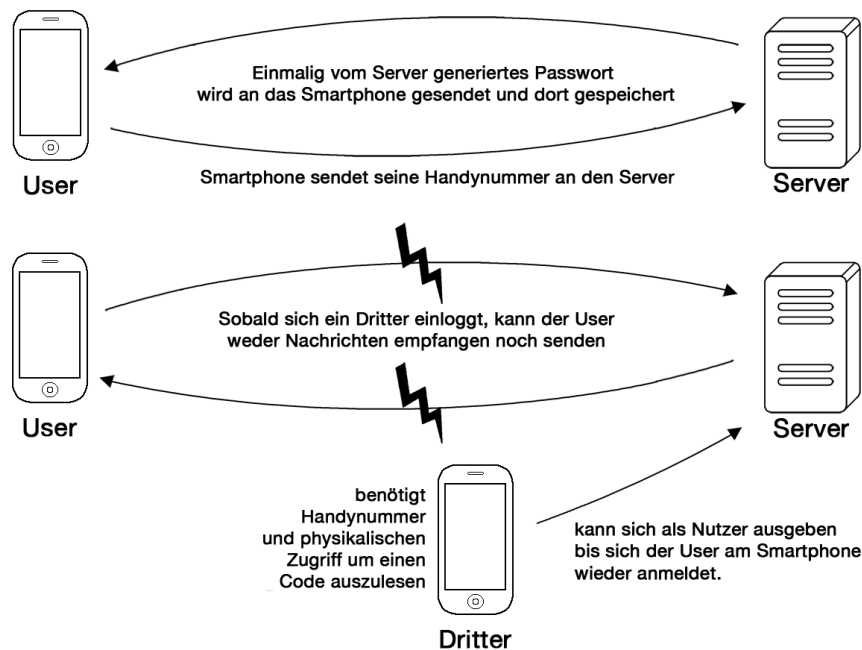 Einmalig vom Server generiertes Passwort
wird an das Smartphone gesendet und dort gespeichert
User
Smartphone sendet seine Handynummer an den Server
Server
Sobald sich ein Dritter einloggt, kann der User
weder Nachrichten empfangen noch senden
User
Server
benötigt
Handynummer
und physikalischen
Zugriff um einen
Code auszulesen
kann sich als Nutzer ausgeben
bis sich der User am Smartphone
wieder anmeldet.
Dritter